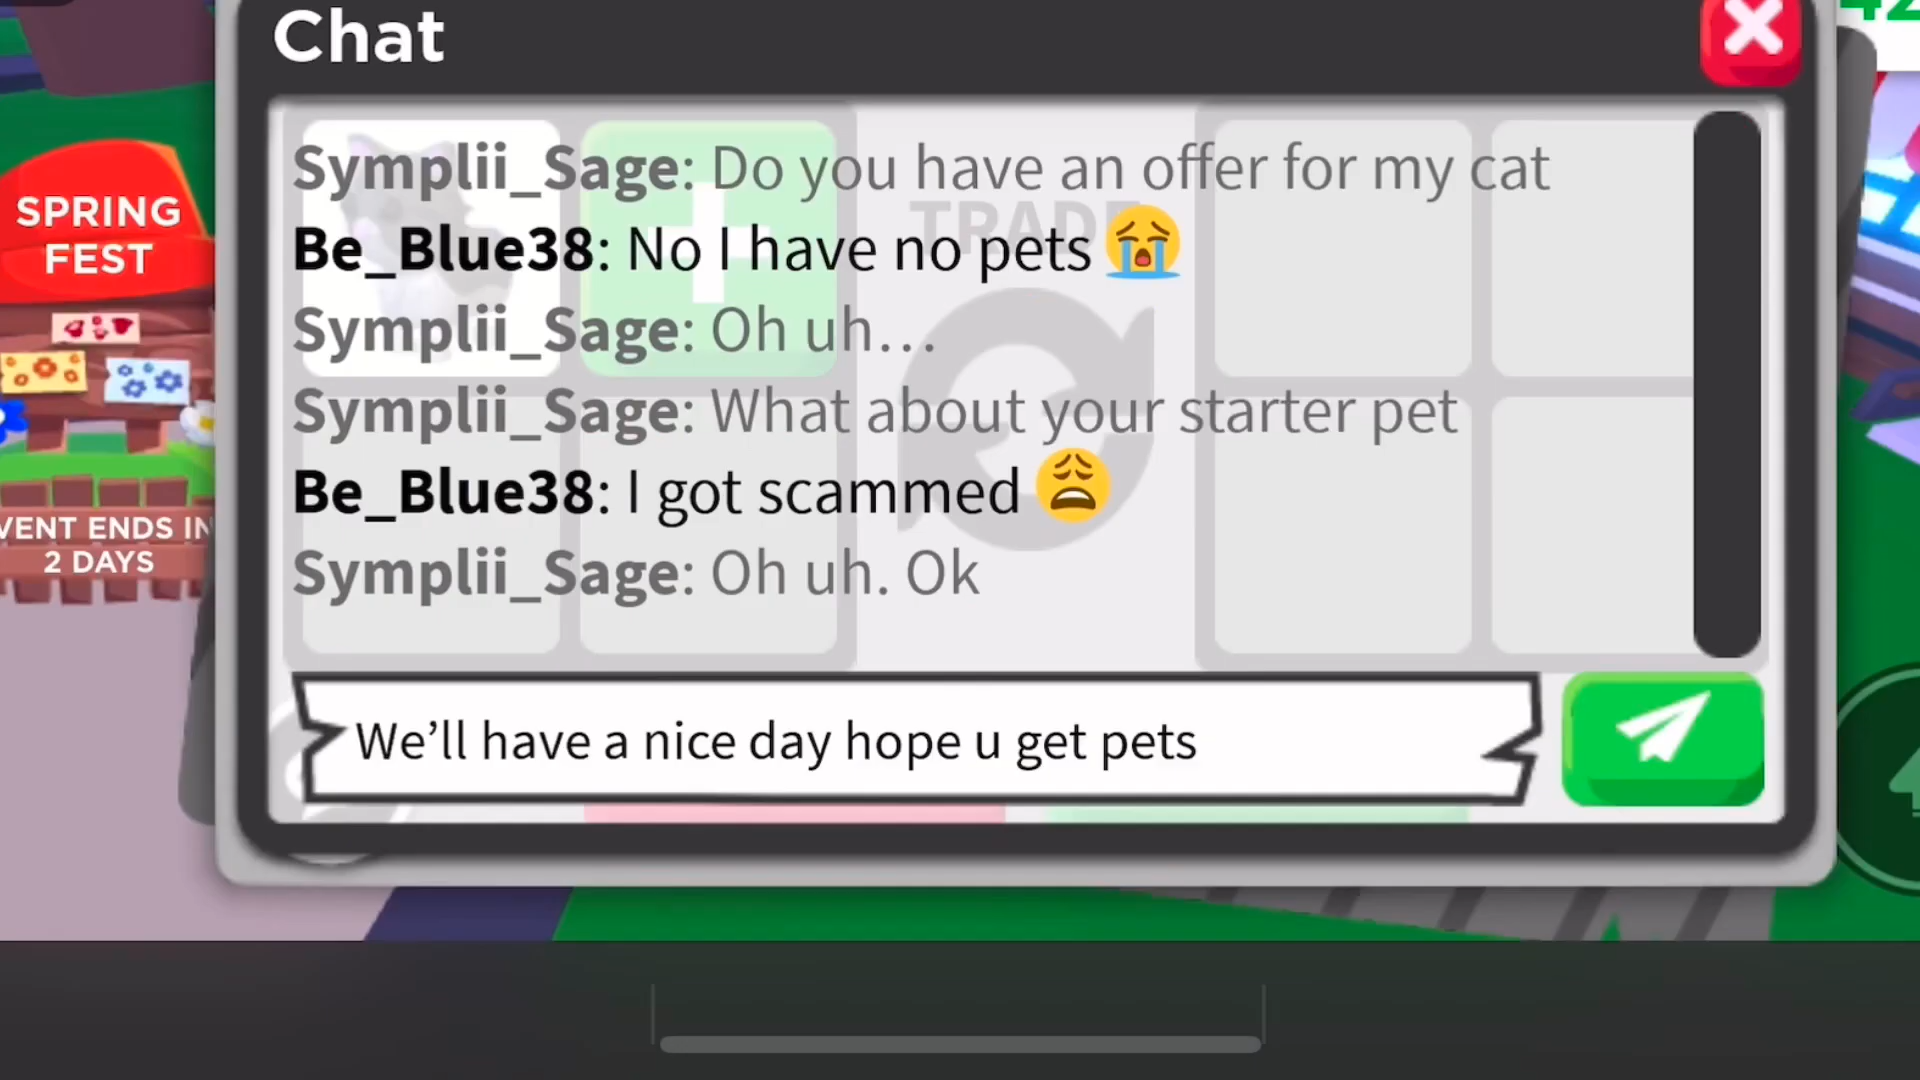 Chat
42
Symplii_Sage: Do you have an offer for my cat
TRADE
Be_Blue38: No I have no pets 😭
Symplii_Sage: Oh uh...
Symplii_Sage: What about your starter pet
Be_Blue38: I got scammed 😩
Symplii_Sage: Oh uh. Ok
We'll have a nice day hope u get pets
SPRING
FEST
VENT ENDS IN
2 DAYS